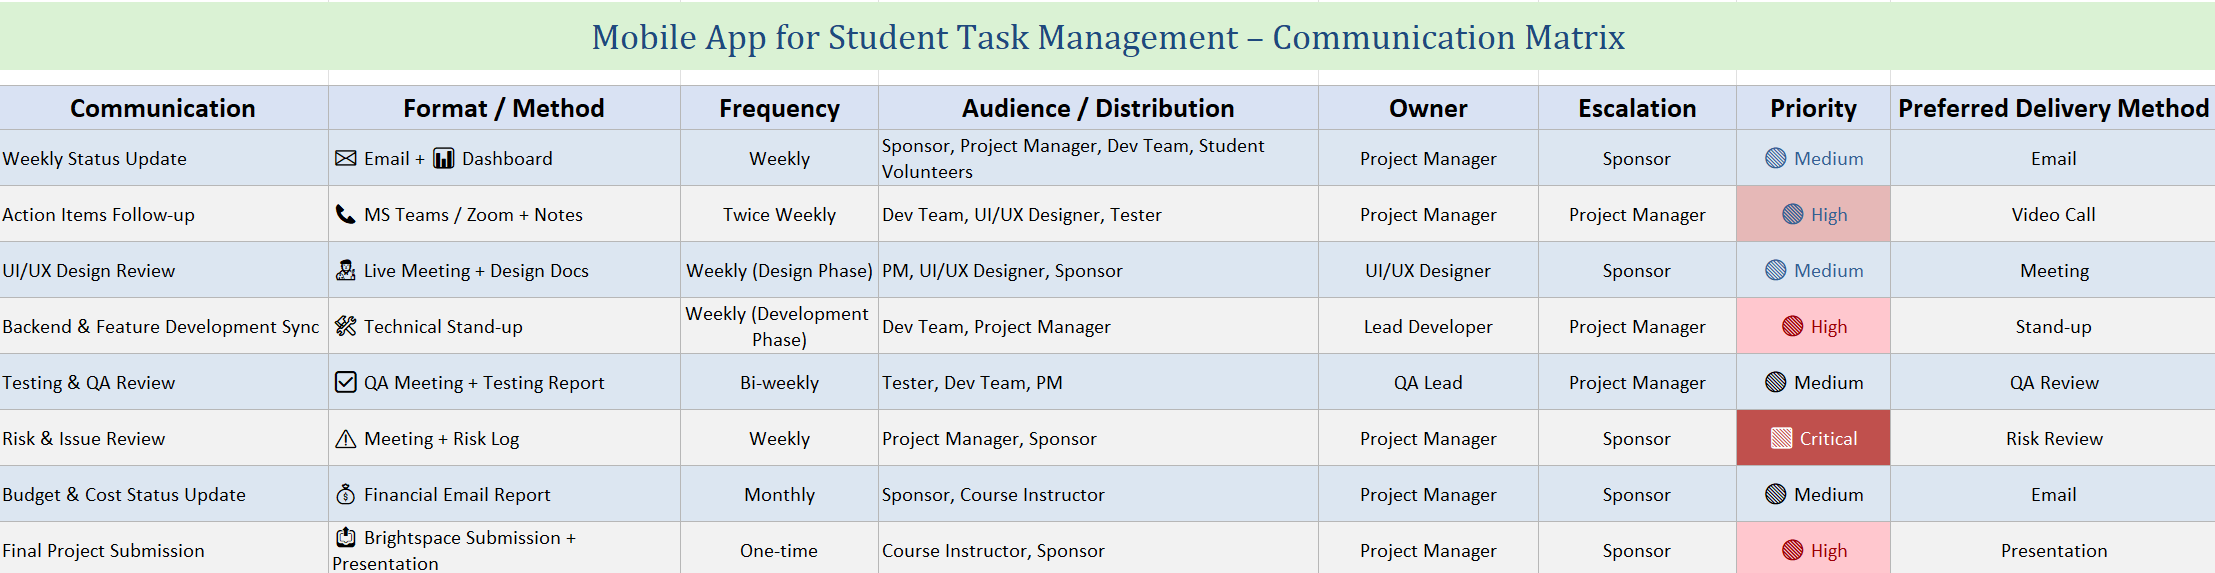 Mobile App for Student Task Management – Communication Matrix
Communication Format / Method Frequency Audience / Distribution Owner Escalation Priority Preferred Delivery Method
Weekly Status Update Email + Dashboard Weekly Sponsor, Project Manager, Dev Team, Student Volunteers Project Manager Sponsor Medium Email
Action Items Follow-up MS Teams / Zoom + Notes Twice Weekly Dev Team, UI/UX Designer, Tester Project Manager Project Manager High Video Call
UI/UX Design Review Live Meeting + Design Docs Weekly (Design Phase) PM, UI/UX Designer, Sponsor UI/UX Designer Sponsor Medium Meeting
Backend & Feature Development Sync Technical Stand-up Weekly (Development Phase) Dev Team, Project Manager Lead Developer Project Manager High Stand-up
Testing & QA Review QA Meeting + Testing Report Bi-weekly Tester, Dev Team, PM QA Lead Project Manager Medium QA Review
Risk & Issue Review Meeting + Risk Log Weekly Project Manager, Sponsor Project Manager Sponsor Critical Risk Review
Budget & Cost Status Update Financial Email Report Monthly Sponsor, Course Instructor Project Manager Sponsor Medium Email
Final Project Submission Brightspace Submission + Presentation One-time Course Instructor, Sponsor Project Manager Sponsor High Presentation